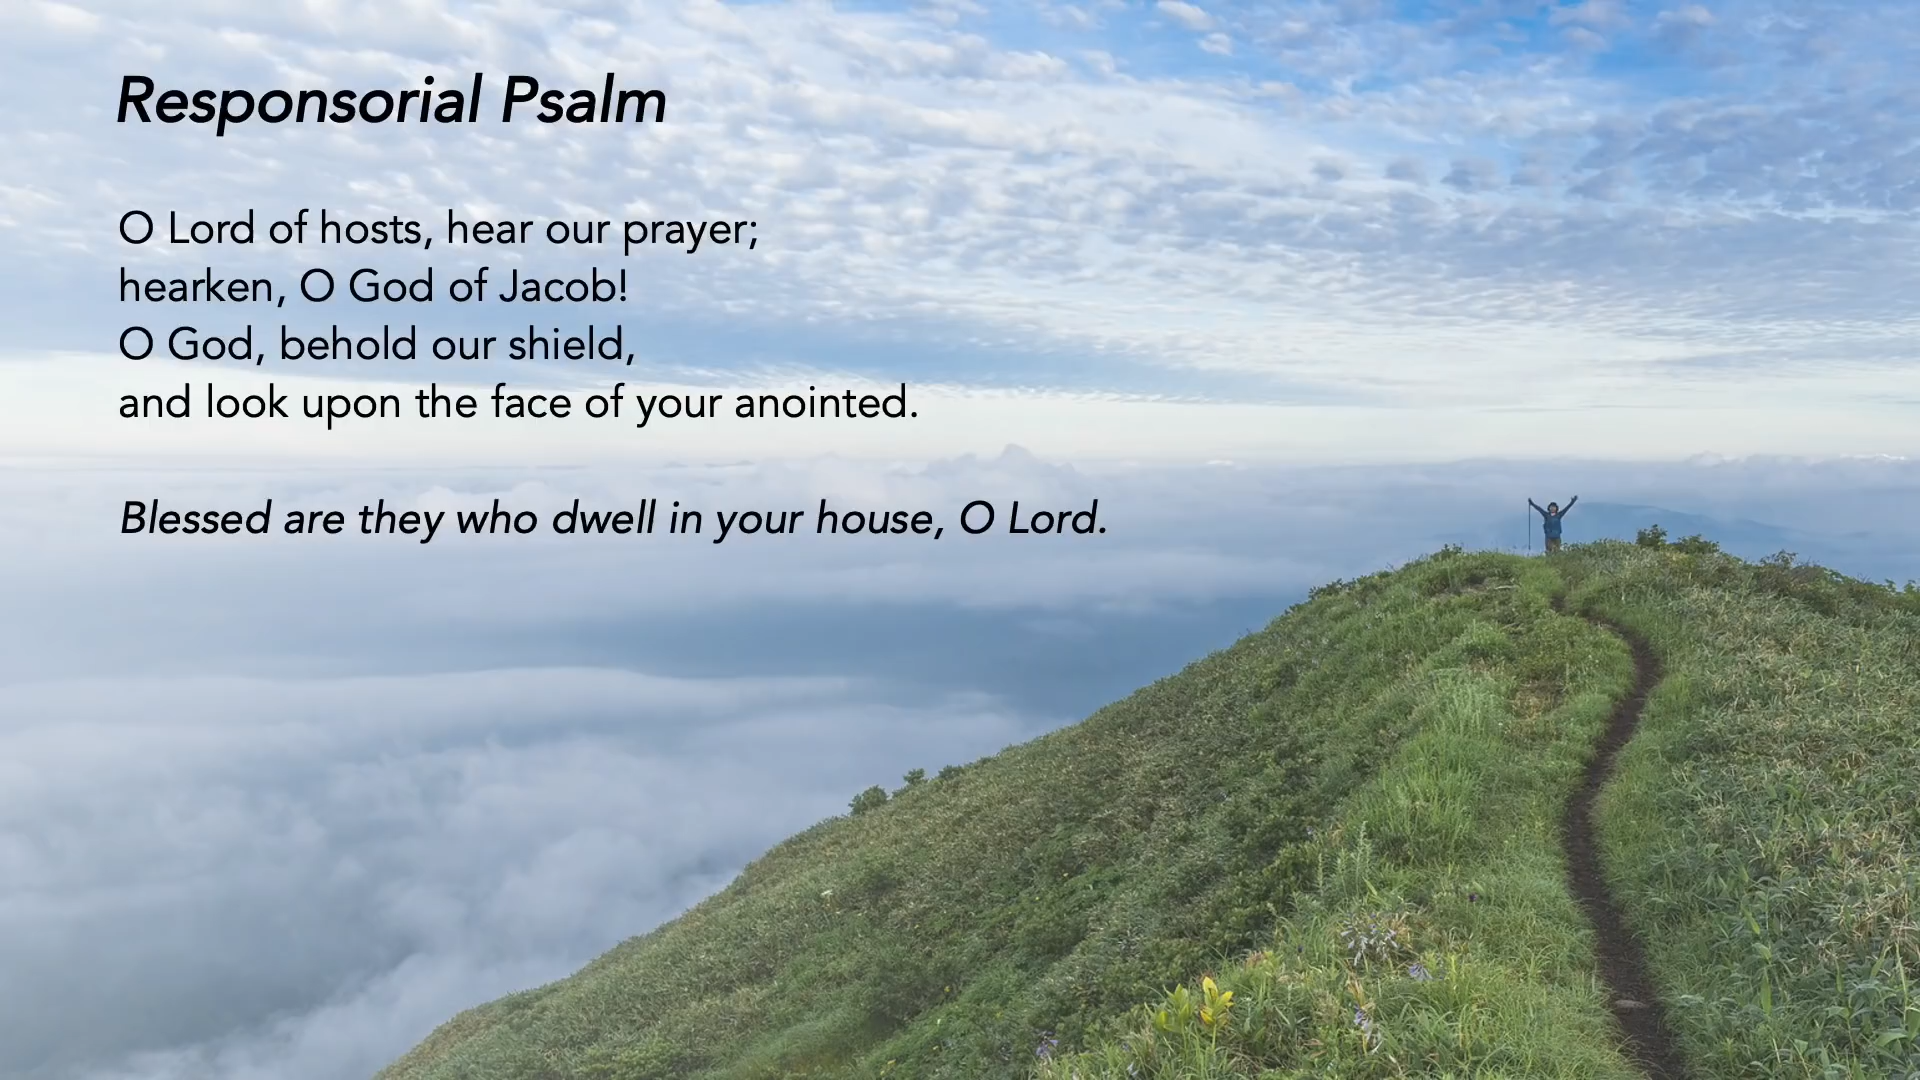 Responsorial Psalm
O Lord of hosts, hear our prayer;
hearken, O God of Jacob!
O God, behold our shield,
and look upon the face of your anointed.
Blessed are they who dwell in your house, O Lord.